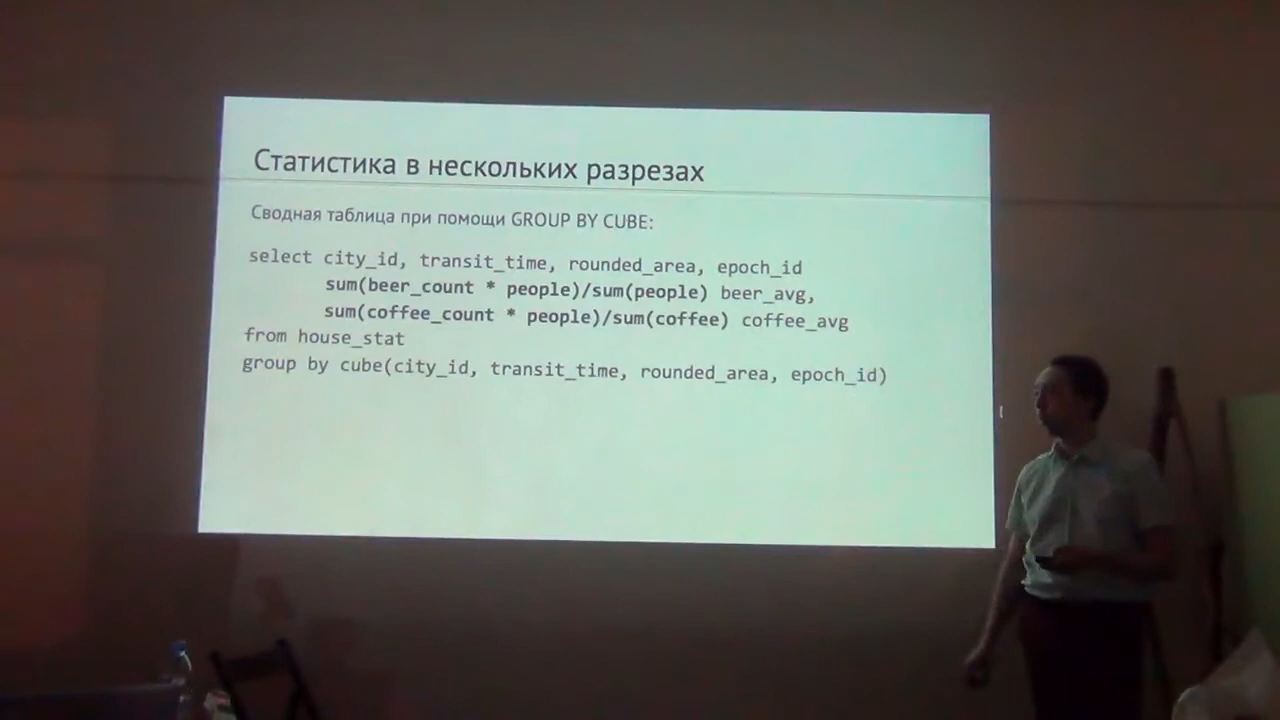 Статистика в нескольких разрезах
Сводная таблица при помощи GROUP BY CUBE:
select city_id, transit_time, rounded_area, epoch_id
sum(beer_count * people)/sum(people) beer_avg,
sum(coffee_count * people)/sum(coffee) coffee_avg
from house_stat
group by cube(city_id, transit_time, rounded_area, epoch_id)